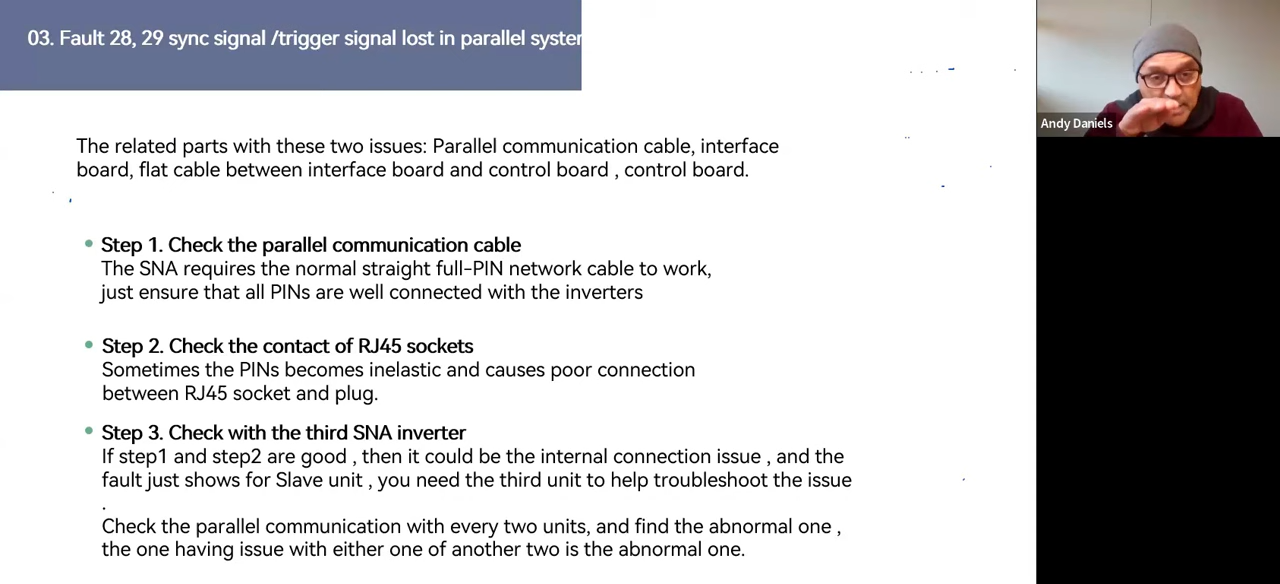 03. Fault 28, 29 sync signal /trigger signal lost in parallel
Andy Daniels
The related parts with these two issues: Parallel communication cable, interface
board, flat cable between interface board and control board , control board.
Step 1. Check the parallel communication cable
The SNA requires the normal straight full-PIN network cable to work,
just ensure that all PINs are well connected with the inverters
Step 2. Check the contact of RJ45 sockets
Sometimes the PINs becomes inelastic and causes poor connection
between RJ45 socket and plug.
Step 3. Check with the third SNA inverter
If step1 and step2 are good , then it could be the internal connection issue , and the
fault just shows for Slave unit , you need the third unit to help troubleshoot the issue
.
Check the parallel communication with every two units, and find the abnormal one ,
the one having issue with either one of another two is the abnormal one.